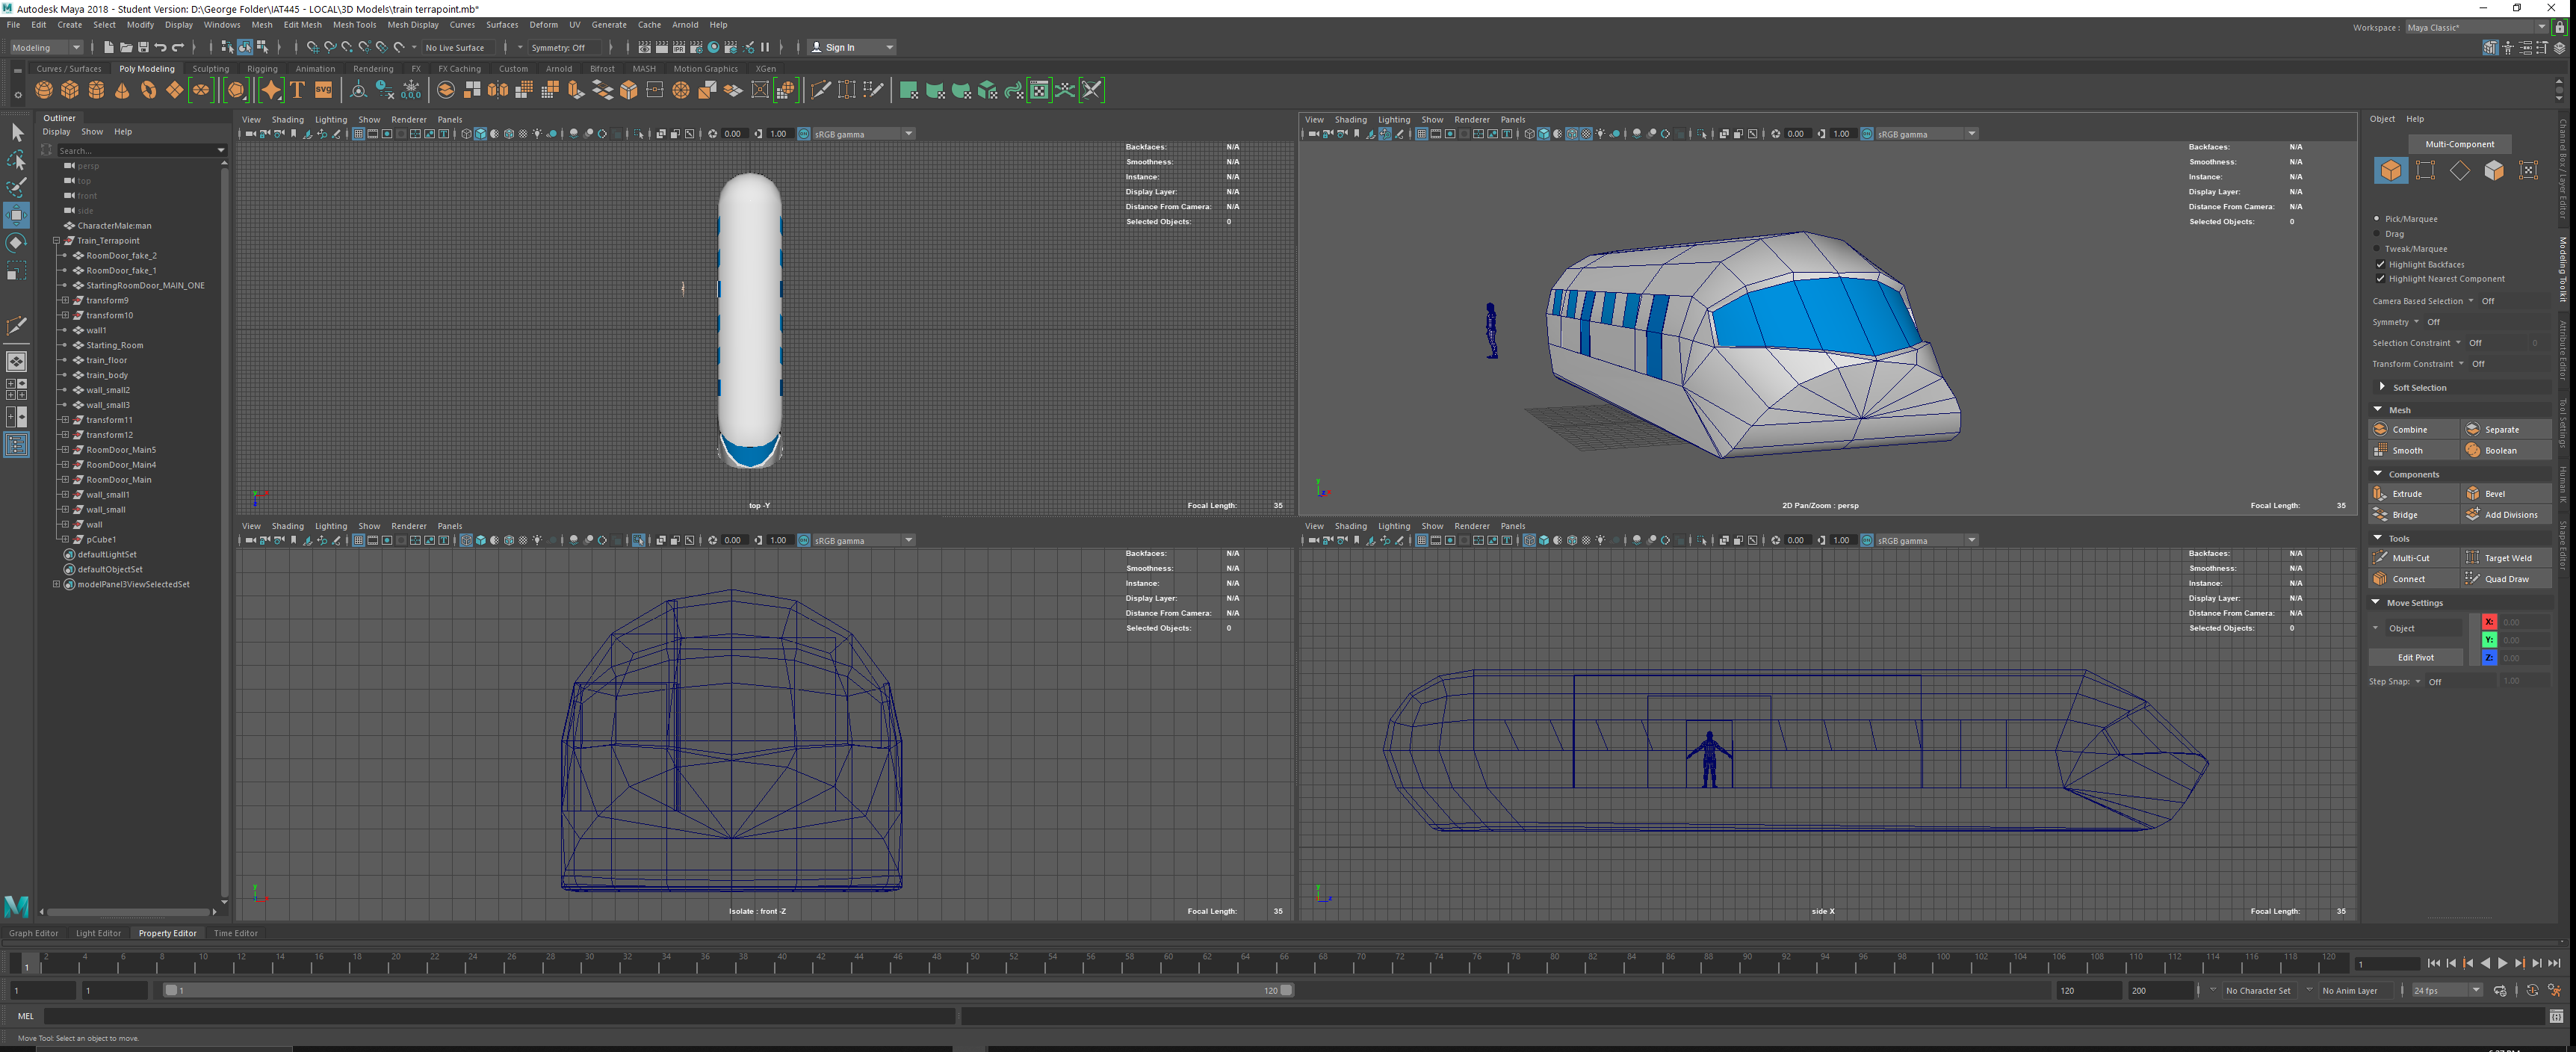 Autodesk Maya 2018 - Student Version: D:\George Folder\IAT445 - LOCAL\3D Models\train terrapoint.mb*
File Edit Create Select Modify Display Windows Mesh Edit Mesh Mesh Tools Mesh Display Curves Surfaces Deform UV Generate Cache Arnold Help
Workspace : Maya Classic*
Modeling No Live Surface Symmetry: Off Sign In
Curves / Surfaces Poly Modeling Sculpting Rigging Animation Rendering FX FX Caching Custom Arnold Bifrost MASH Motion Graphics XGen
T svg 0,0,0
Outliner
Display Show Help
Search...
persp
top
front
side
CharacterMale:man
Train_Terrapoint
RoomDoor_fake_2
RoomDoor_fake_1
StartingRoomDoor_MAIN_ONE
transform9
transform10
wall1
Starting_Room
train_floor
train_body
wall_small2
wall_small3
transform11
transform12
RoomDoor_Main5
RoomDoor_Main4
RoomDoor_Main
wall_small1
wall_small
wall
pCube1
defaultLightSet
defaultObjectSet
modelPanel3ViewSelectedSet
View Shading Lighting Show Renderer Panels
0.00 1.00 sRGB gamma
Backfaces: N/A
Smoothness: N/A
Instance: N/A
Display Layer: N/A
Distance From Camera: N/A
Selected Objects: 0
top -Y
Focal Length: 35
View Shading Lighting Show Renderer Panels
0.00 1.00 sRGB gamma
Backfaces: N/A
Smoothness: N/A
Instance: N/A
Display Layer: N/A
Distance From Camera: N/A
Selected Objects: 0
2D Pan/Zoom : persp
Focal Length: 35
View Shading Lighting Show Renderer Panels
0.00 1.00 sRGB gamma
Backfaces: N/A
Smoothness: N/A
Instance: N/A
Display Layer: N/A
Distance From Camera: N/A
Selected Objects: 0
Isolate : front -Z
Focal Length: 35
View Shading Lighting Show Renderer Panels
0.00 1.00 sRGB gamma
Backfaces: N/A
Smoothness: N/A
Instance: N/A
Display Layer: N/A
Distance From Camera: N/A
Selected Objects: 0
side X
Focal Length: 35
Object Help
Multi-Component
Pick/Marquee
Drag
Tweak/Marquee
Highlight Backfaces
Highlight Nearest Component
Camera Based Selection Off
Symmetry Off
Selection Constraint Off 0
Transform Constraint Off
Soft Selection
Mesh
Combine Separate
Smooth Boolean
Components
Extrude Bevel
Bridge Add Divisions
Tools
Multi-Cut Target Weld
Connect Quad Draw
Move Settings
Object
X: 0.00
Y: 0.00
Z: 0.00
Edit Pivot
Step Snap: Off 1.00
Channel Box / Layer Editor
Modeling Toolkit
Attribute Editor
Tool Settings
Human IK
Shape Editor
Graph Editor Light Editor Property Editor Time Editor
1 2 4 6 8 10 12 14 16 18 20 22 24 26 28 30 32 34 36 38 40 42 44 46 48 50 52 54 56 58 60 62 64 66 68 70 72 74 76 78 80 82 84 86 88 90 92 94 96 98 100 102 104 106 108 110 112 114 116 118 120 1
1 1 1 120 120 200 No Character Set No Anim Layer 24 fps
MEL
Move Tool: Select an object to move.